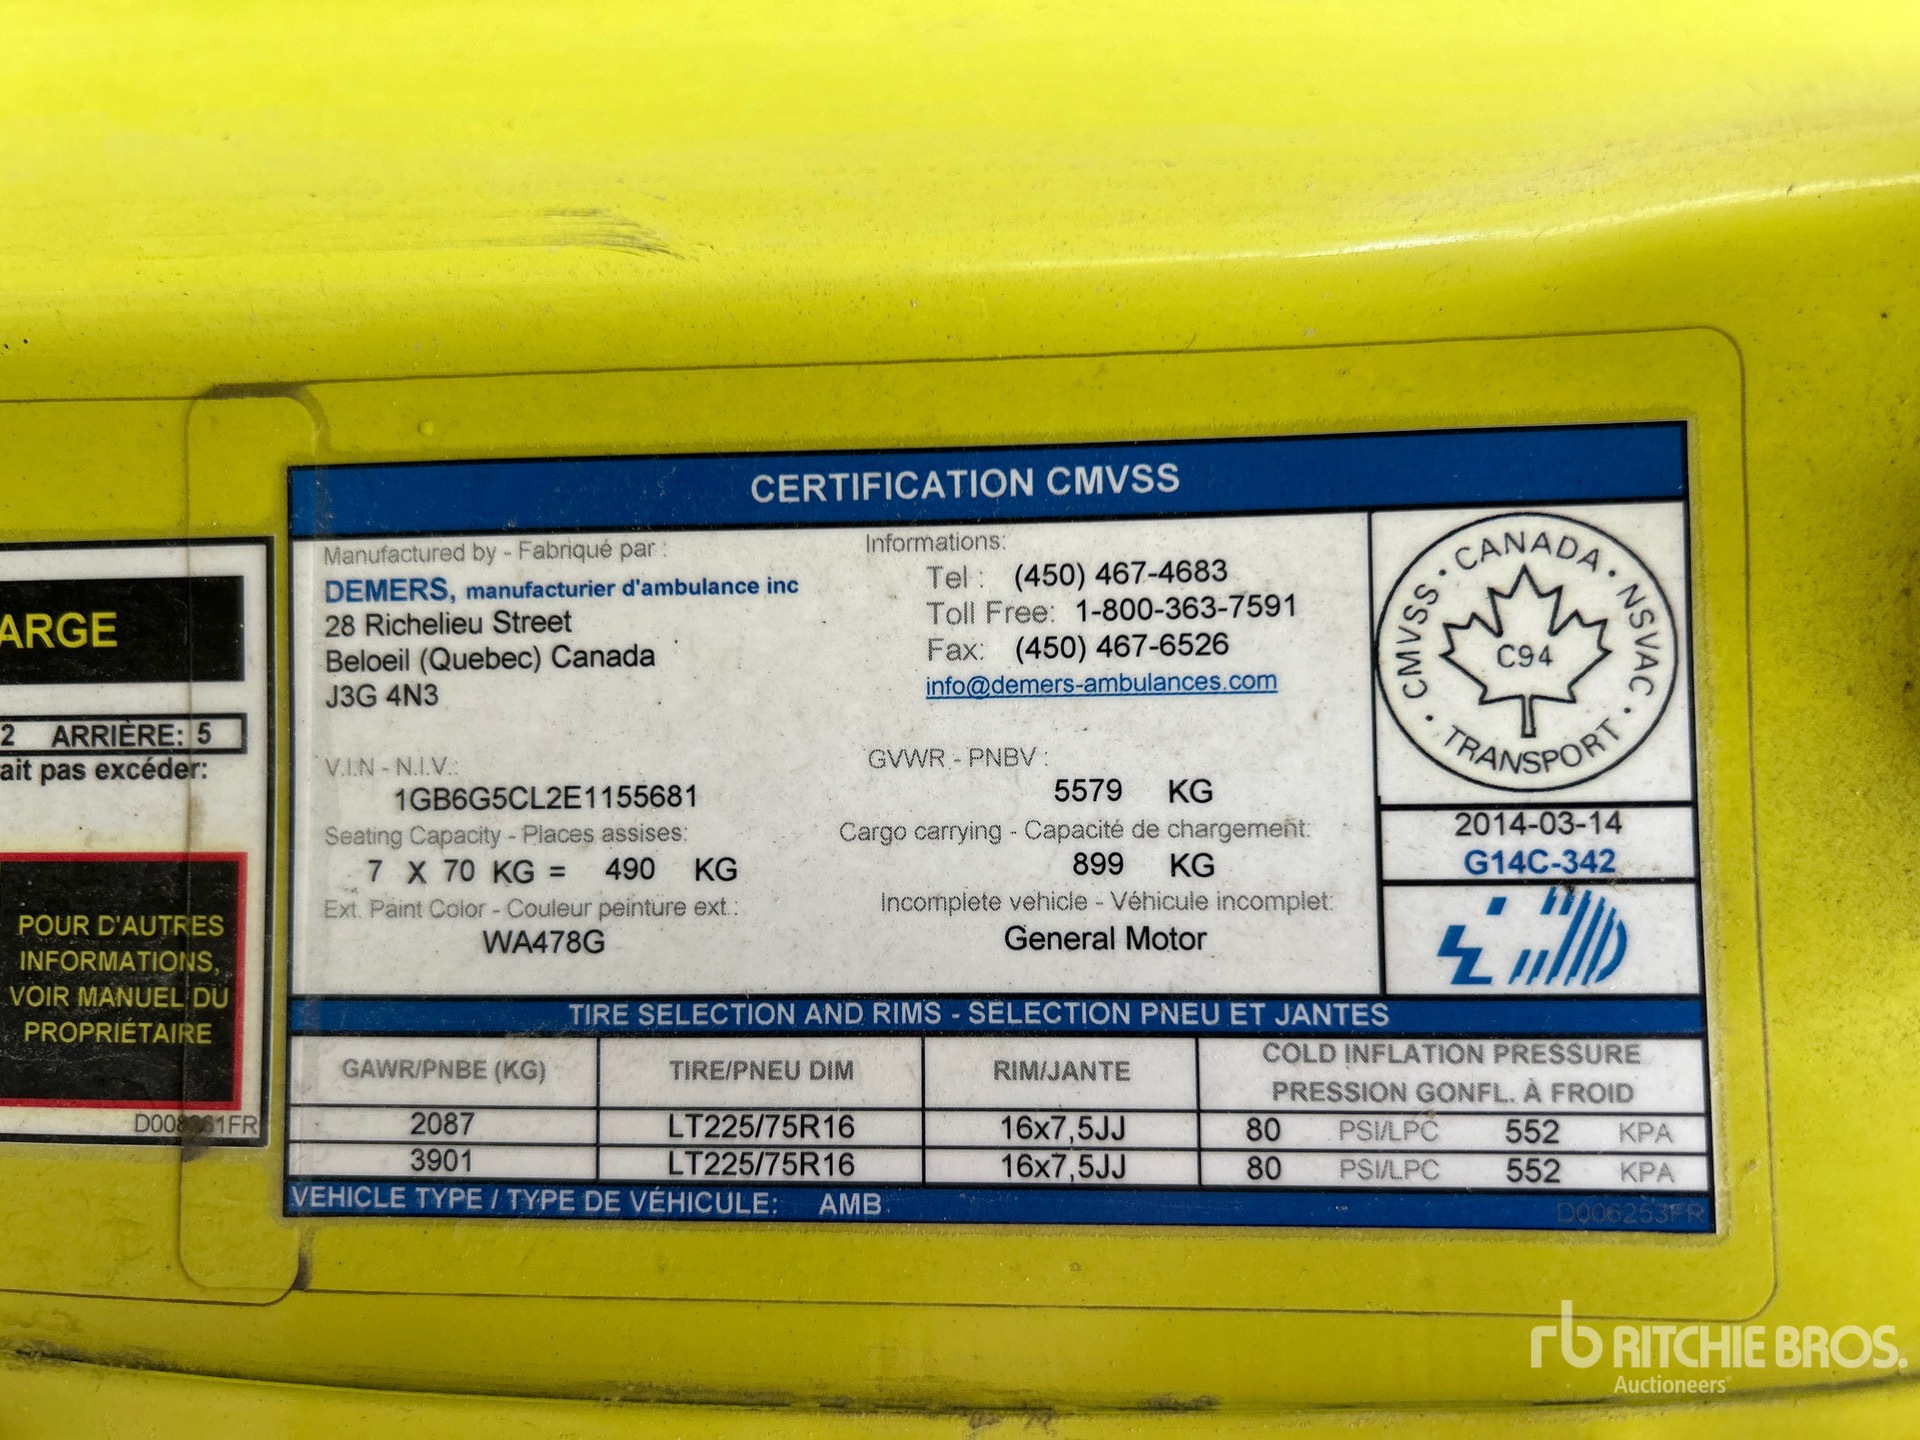 ARGE
2 ARRIÈRE: 5
ait pas excéder:
POUR D'AUTRES
INFORMATIONS,
VOIR MANUEL DU
PROPRIÉTAIRE
CERTIFICATION CMVSS
Manufactured by - Fabriqué par :
DEMERS, manufacturier d'ambulance inc
28 Richelieu Street
Beloeil (Quebec) Canada
J3G 4N3
Informations:
Tel : (450) 467-4683
Toll Free: 1-800-363-7591
Fax: (450) 467-6526
info@demers-ambulances.com
CMVSS · CANADA · NSVAC · TRANSPORT ·
C94
V.I.N - N.I.V.:
1GB6G5CL2E1155681
GVWR - PNBV :
5579 KG
Seating Capacity - Places assises:
7 X 70 KG = 490 KG
Cargo carrying - Capacité de chargement:
899 KG
Ext. Paint Color - Couleur peinture ext.:
WA478G
Incomplete vehicle - Véhicule incomplet:
General Motor
2014-03-14
G14C-342
TIRE SELECTION AND RIMS - SELECTION PNEU ET JANTES
GAWR/PNBE (KG) TIRE/PNEU DIM RIM/JANTE COLD INFLATION PRESSURE
PRESSION GONFL. À FROID
2087 LT225/75R16 16x7,5JJ 80 PSI/LPC 552 KPA
3901 LT225/75R16 16x7,5JJ 80 PSI/LPC 552 KPA
VEHICLE TYPE / TYPE DE VÉHICULE: AMB
D006253FR
rb RITCHIE BROS.
Auctioneers